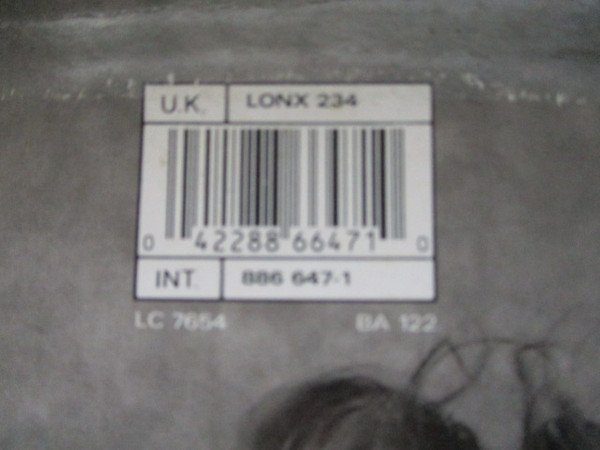 U.K. LONX 234
0 42288 66471 0
INT. 886 647-1
LC 7654 BA 122